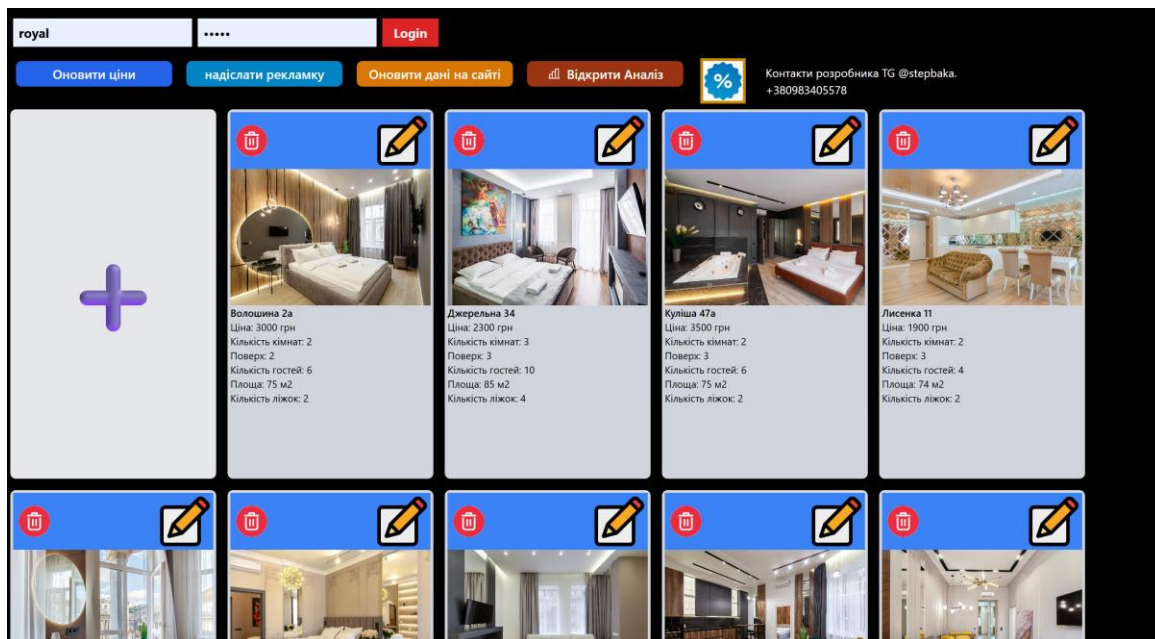 royal
•••••
Login
Оновити ціни
надіслати рекламку
Оновити дані на сайті
Відкрити Аналіз
%
Контакти розробника TG @stepbaka.
+380983405578
Волошина 2а
Ціна: 3000 грн
Кількість кімнат: 2
Поверх: 2
Кількість гостей: 6
Площа: 75 м2
Кількість ліжок: 2
Джерельна 34
Ціна: 2300 грн
Кількість кімнат: 3
Поверх: 3
Кількість гостей: 10
Площа: 85 м2
Кількість ліжок: 4
Куліша 47а
Ціна: 3500 грн
Кількість кімнат: 2
Поверх: 3
Кількість гостей: 6
Площа: 75 м2
Кількість ліжок: 2
Лисенка 11
Ціна: 1900 грн
Кількість кімнат: 2
Поверх: 3
Кількість гостей: 4
Площа: 74 м2
Кількість ліжок: 2